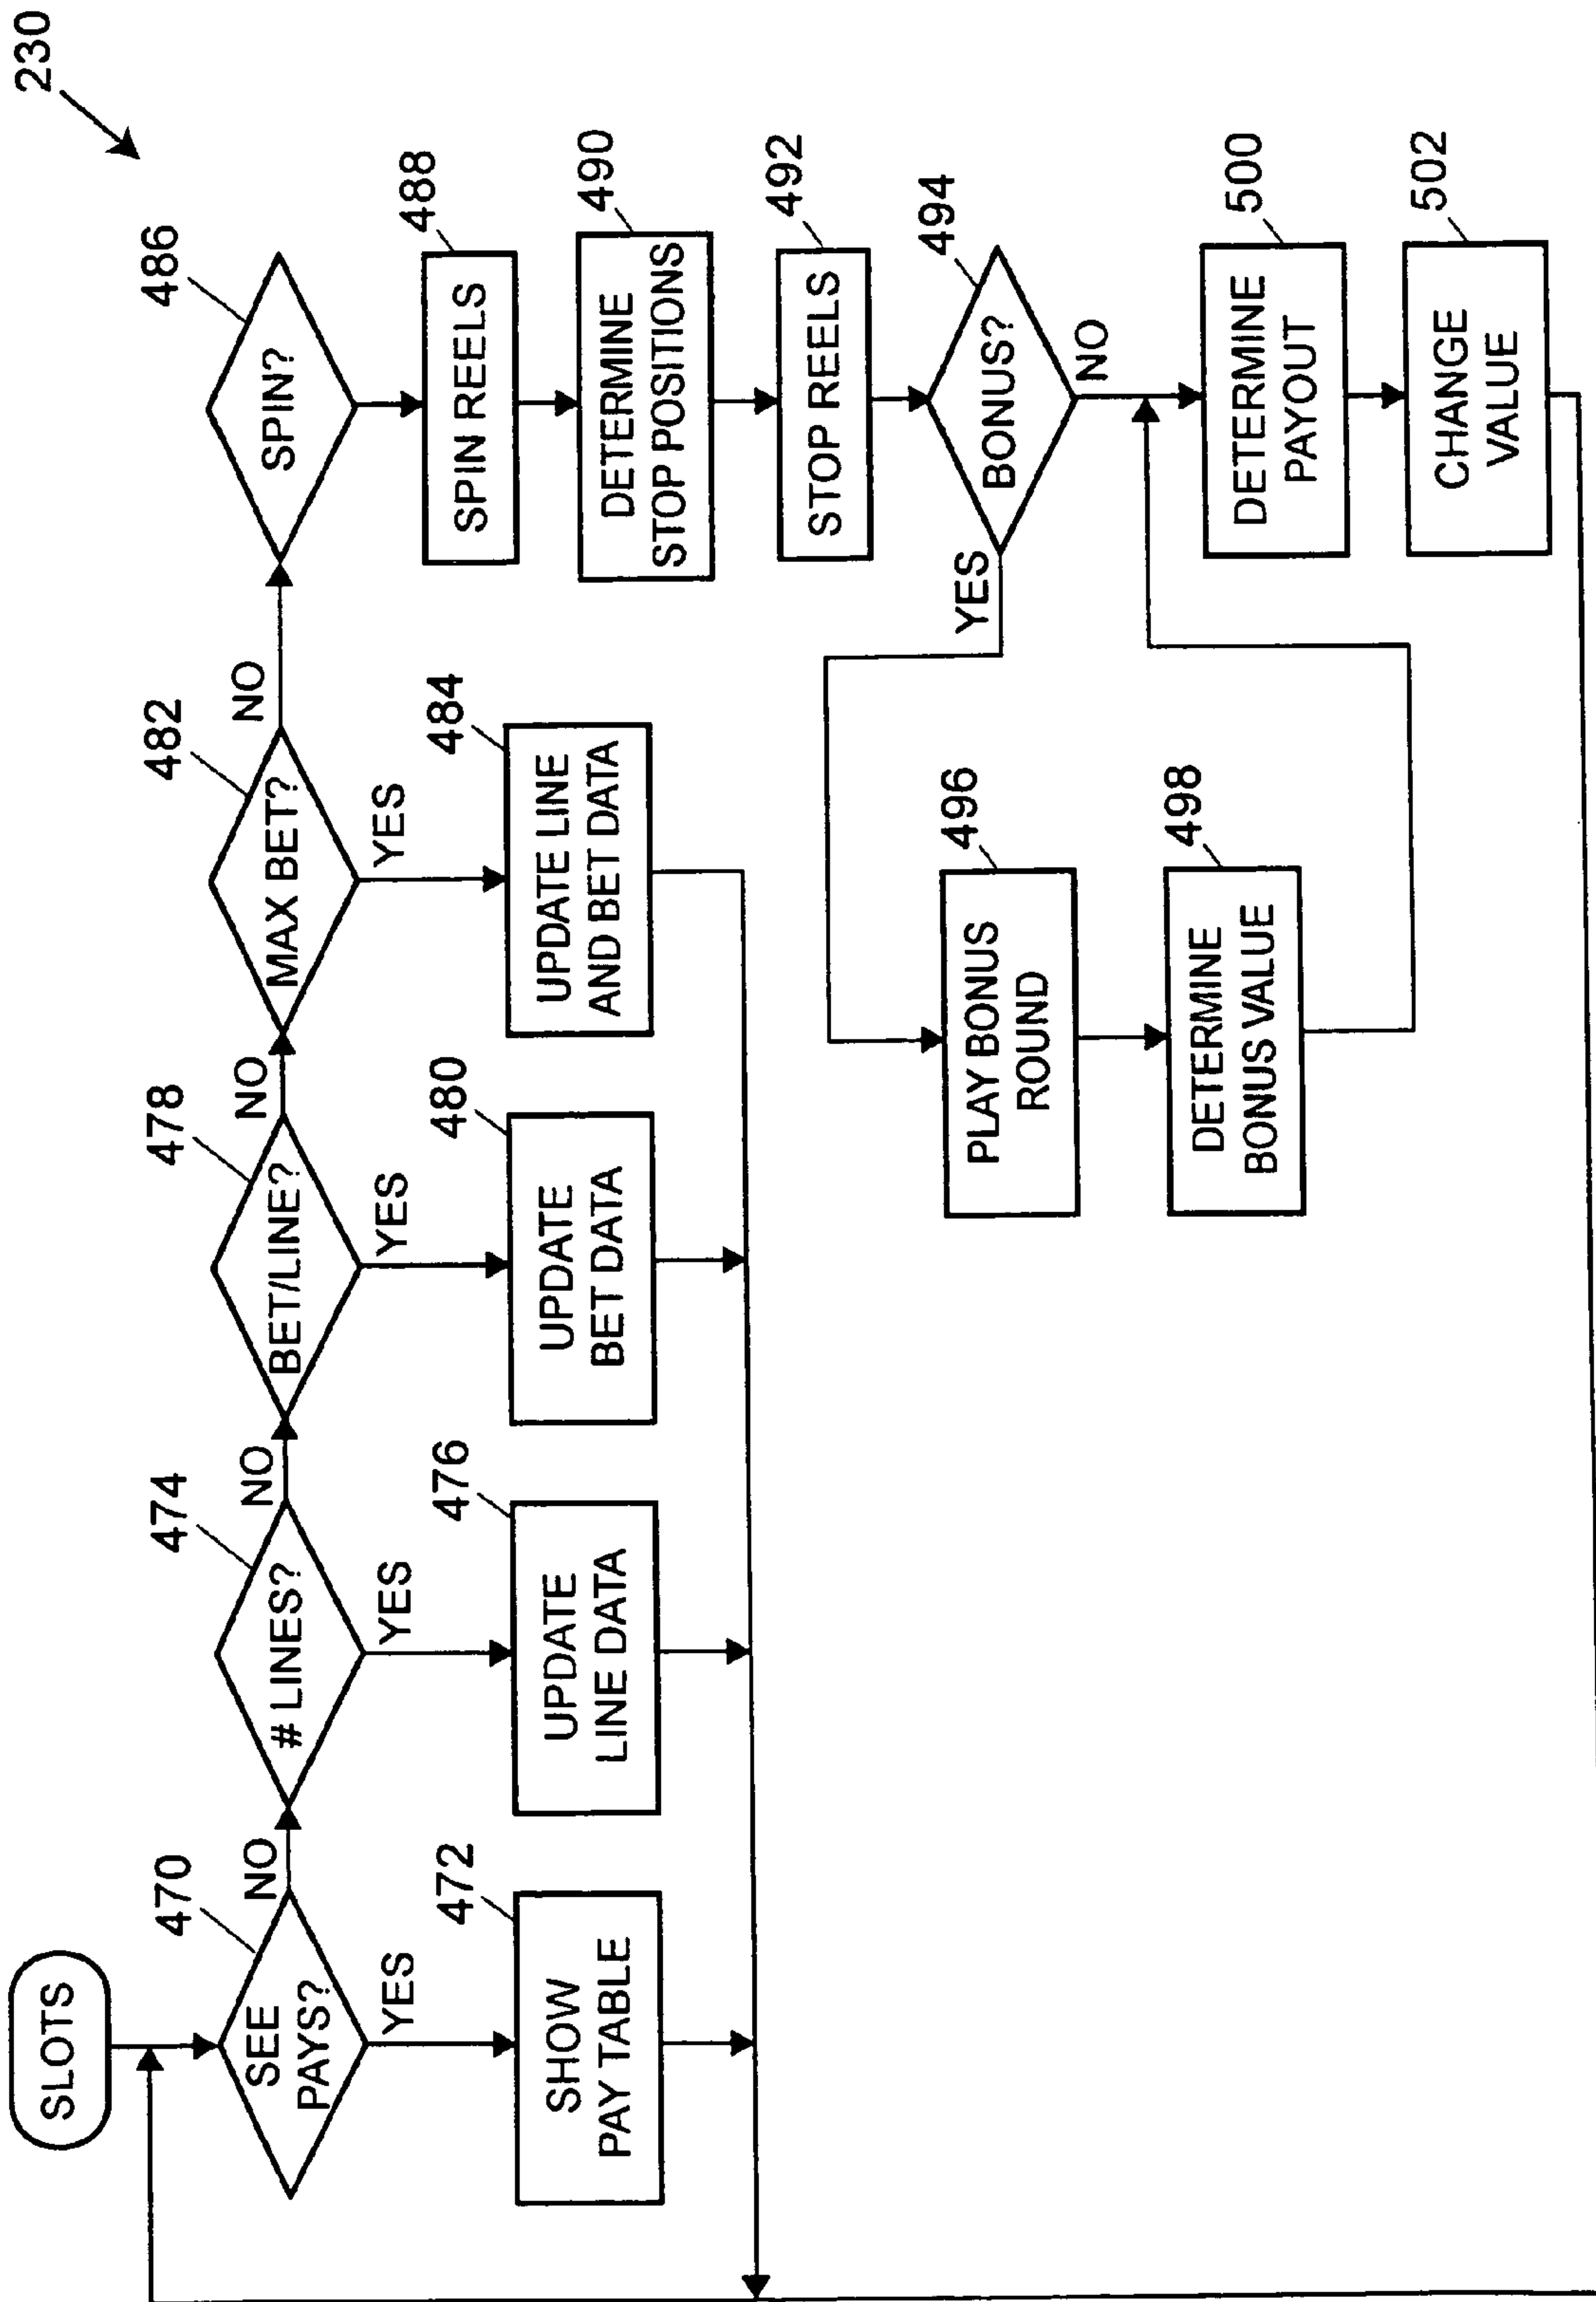 230
SLOTS
470
SEE
PAYS?
NO
YES
472
SHOW
PAY TABLE
474
# LINES?
NO
YES
476
UPDATE
LINE DATA
478
BET/LINE?
NO
YES
480
UPDATE
BET DATA
482
MAX BET?
NO
YES
484
UPDATE LINE
AND BET DATA
486
SPIN?
488
SPIN REELS
490
DETERMINE
STOP POSITIONS
492
STOP REELS
494
BONUS?
YES
NO
496
PLAY BONUS
ROUND
498
DETERMINE
BONUS VALUE
500
DETERMINE
PAYOUT
502
CHANGE
VALUE